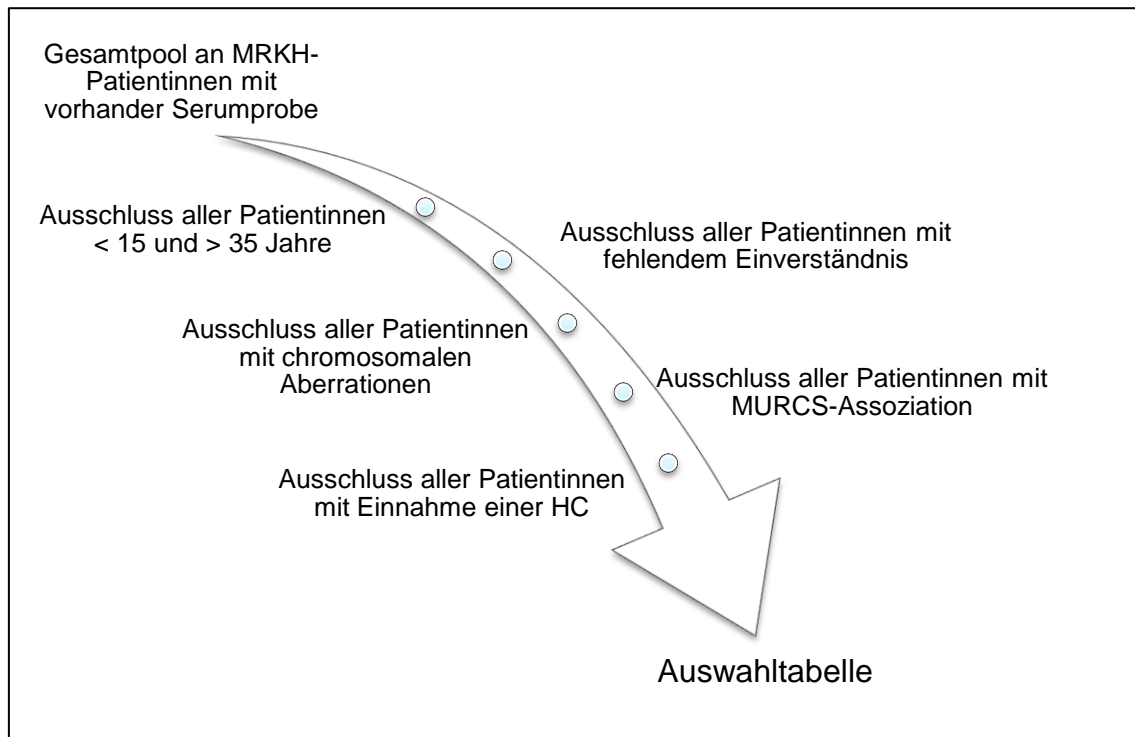 Gesamtpool an MRKH-
Patientinnen mit
vorhander Serumprobe
Ausschluss aller Patientinnen
< 15 und > 35 Jahre
Ausschluss aller Patientinnen mit
fehlendem Einverständnis
Ausschluss aller Patientinnen
mit chromosomalen
Aberrationen
Ausschluss aller Patientinnen mit
MURCS-Assoziation
Ausschluss aller Patientinnen
mit Einnahme einer HC
Auswahltabelle